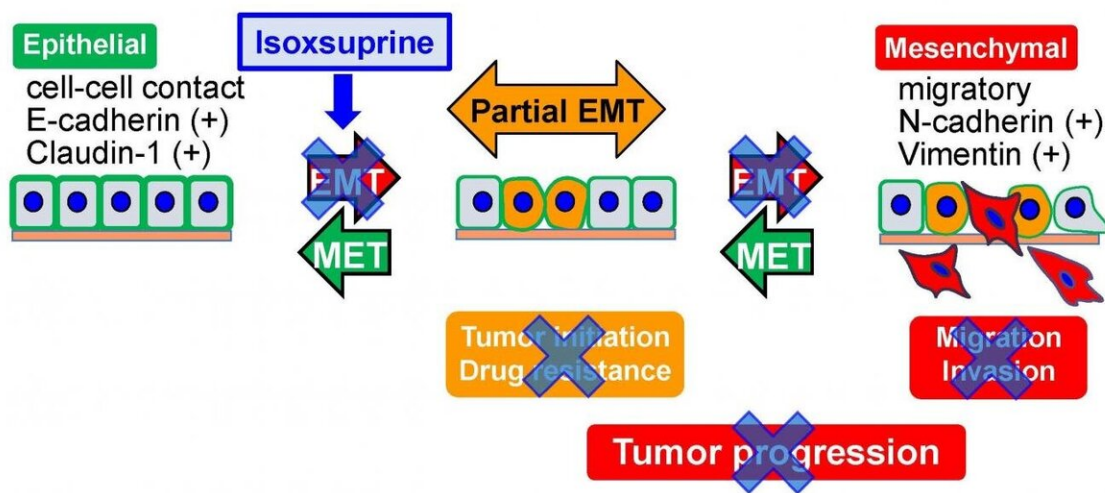 Epithelial
cell-cell contact
E-cadherin (+)
Claudin-1 (+)
Isoxsuprine
EMT
MET
Partial EMT
EMT
MET
Mesenchymal
migratory
N-cadherin (+)
Vimentin (+)
Tumor initiation
Drug resistance
Migration
Invasion
Tumor progression